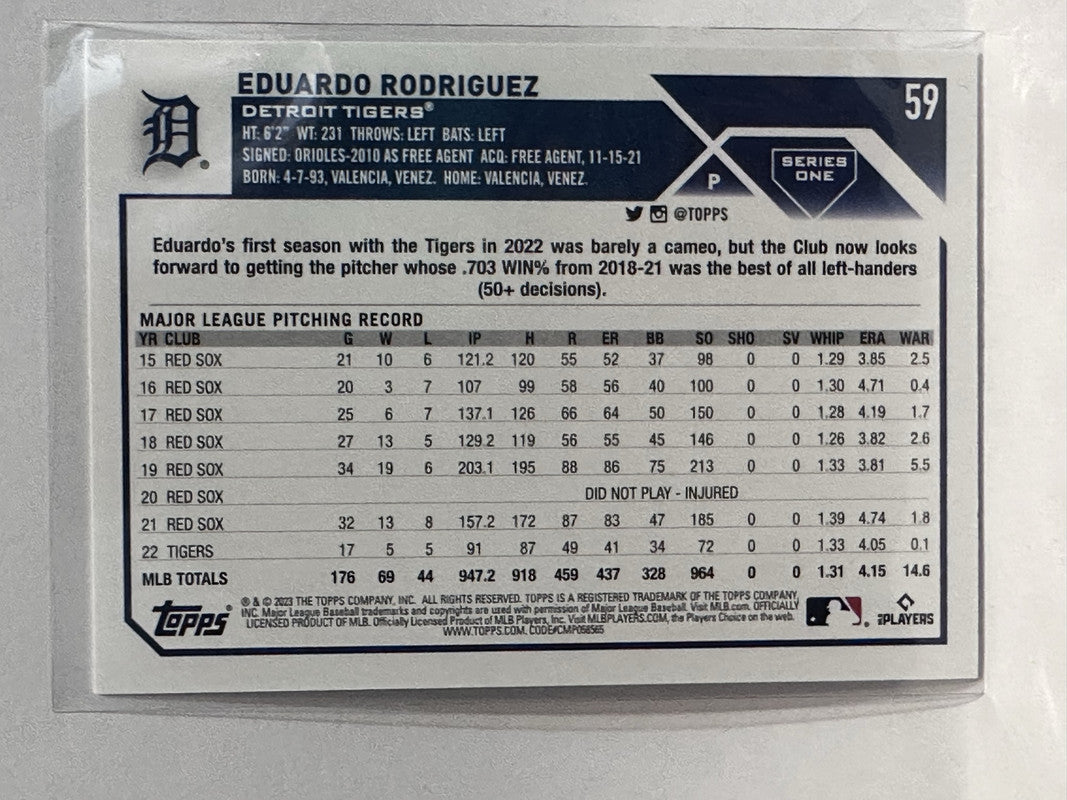 EDUARDO RODRIGUEZ
59
DETROIT TIGERS®
HT: 6'2" WT: 231 THROWS: LEFT BATS: LEFT
SIGNED: ORIOLES-2010 AS FREE AGENT ACQ: FREE AGENT, 11-15-21
BORN: 4-7-93, VALENCIA, VENEZ. HOME: VALENCIA, VENEZ.
P
SERIES
ONE
@TOPPS
Eduardo's first season with the Tigers in 2022 was barely a cameo, but the Club now looks
forward to getting the pitcher whose .703 WIN% from 2018-21 was the best of all left-handers
(50+ decisions).
MAJOR LEAGUE PITCHING RECORD
YR CLUB G W L IP H R ER BB SO SHO SV WHIP ERA WAR
15 RED SOX 21 10 6 121.2 120 55 52 37 98 0 0 1.29 3.85 2.5
16 RED SOX 20 3 7 107 99 58 56 40 100 0 0 1.30 4.71 0.4
17 RED SOX 25 6 7 137.1 126 66 64 50 150 0 0 1.28 4.19 1.7
18 RED SOX 27 13 5 129.2 119 56 55 45 146 0 0 1.26 3.82 2.6
19 RED SOX 34 19 6 203.1 195 88 86 75 213 0 0 1.33 3.81 5.5
20 RED SOX DID NOT PLAY - INJURED
21 RED SOX 32 13 8 157.2 172 87 83 47 185 0 0 1.39 4.74 1.8
22 TIGERS 17 5 5 91 87 49 41 34 72 0 0 1.33 4.05 0.1
MLB TOTALS 176 69 44 947.2 918 459 437 328 964 0 0 1.31 4.15 14.6
Topps®
® & © 2023 THE TOPPS COMPANY, INC. ALL RIGHTS RESERVED. TOPPS IS A REGISTERED TRADEMARK OF THE TOPPS COMPANY,
INC. Major League Baseball trademarks and copyrights are used with permission of Major League Baseball. Visit MLB.com. OFFICIALLY
LICENSED PRODUCT OF MLB. Officially Licensed Product of MLB Players, Inc. Visit MLBPLAYERS.COM, the Players Choice on the web.
WWW.TOPPS.COM. CODE#CMP056565
PLAYERS